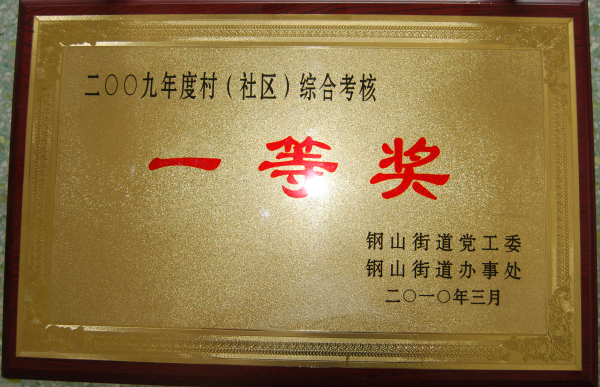 二〇〇九年度村（社区）综合考核
一等奖
钢山街道党工委
钢山街道办事处
二〇一〇年三月